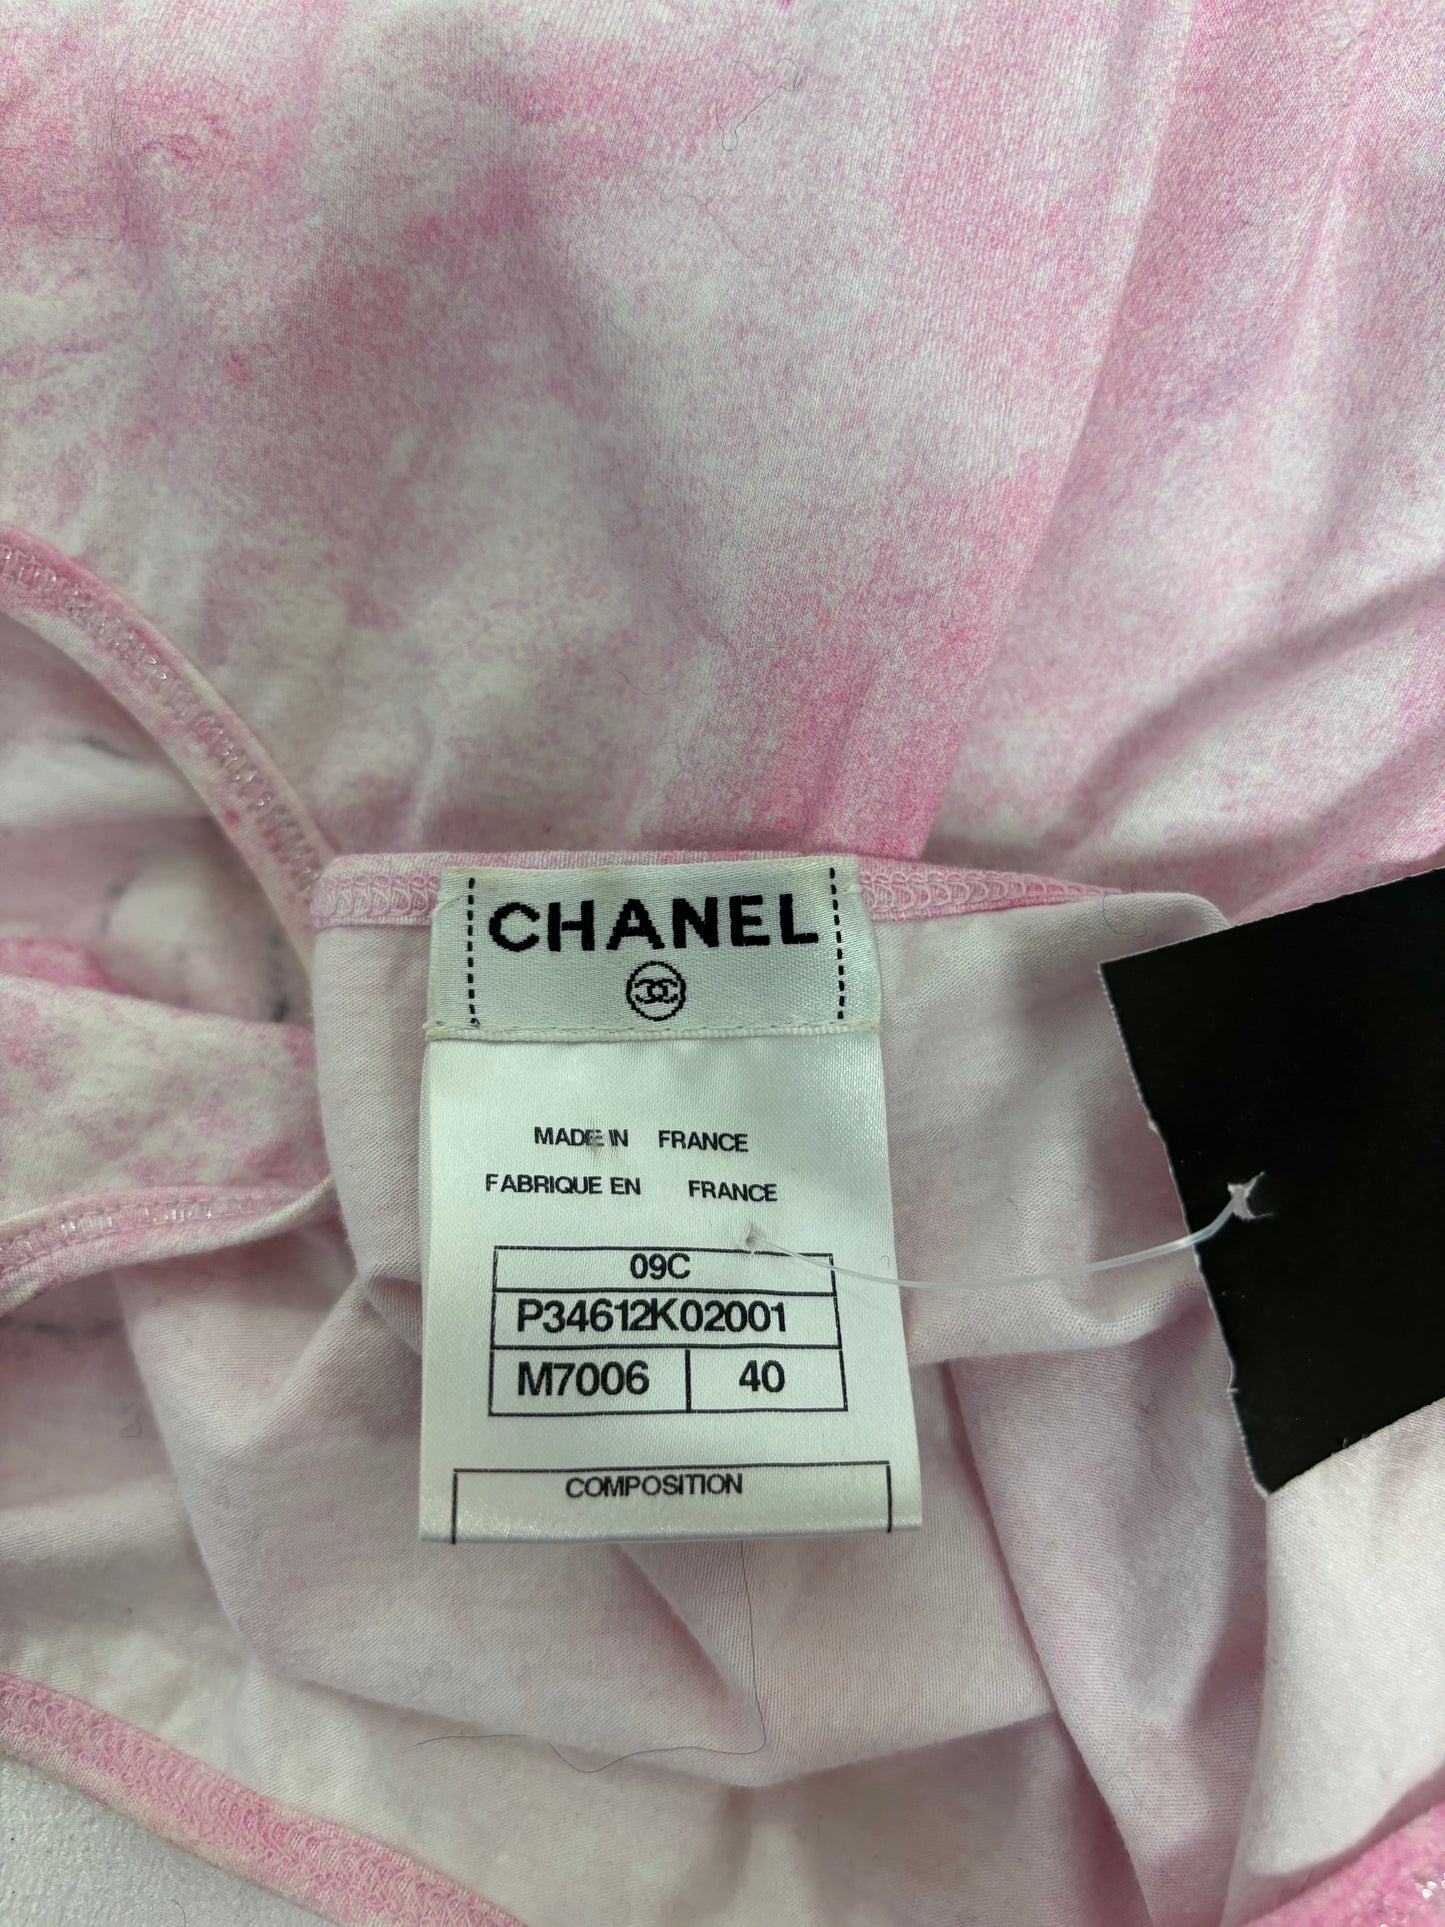 CHANEL
MADE IN FRANCE
FABRIQUE EN FRANCE
09C
P34612K02001
M7006 40
COMPOSITION